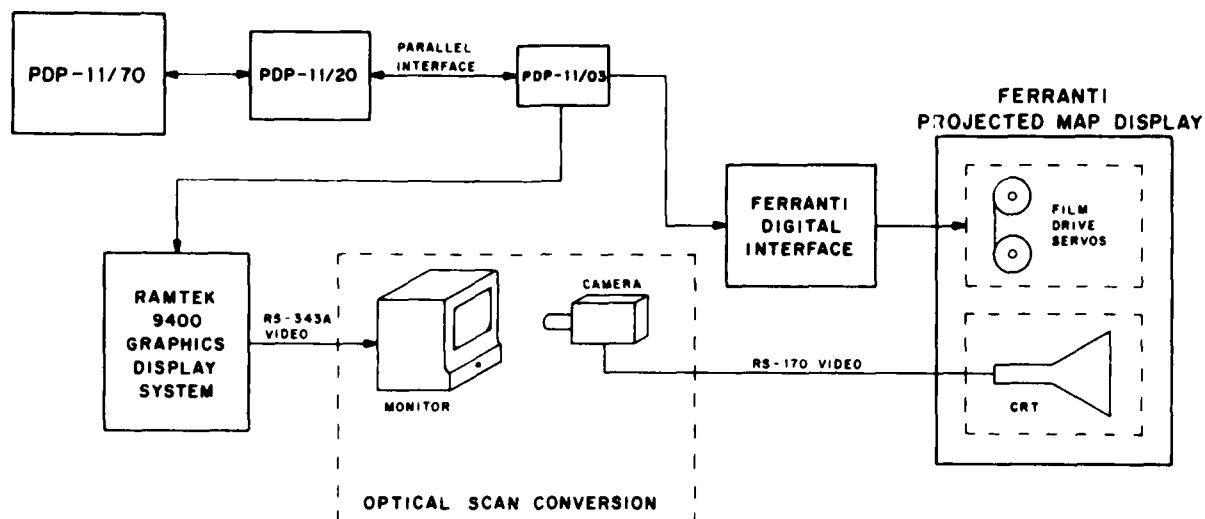 PDP-11/70
PDP-11/20
PARALLEL
INTERFACE
PDP-11/03
FERRANTI
PROJECTED MAP DISPLAY
FERRANTI
DIGITAL
INTERFACE
FILM
DRIVE
SERVOS
RAMTEK
9400
GRAPHICS
DISPLAY
SYSTEM
RS-343A
VIDEO
MONITOR
CAMERA
RS-170 VIDEO
CRT
OPTICAL SCAN CONVERSION